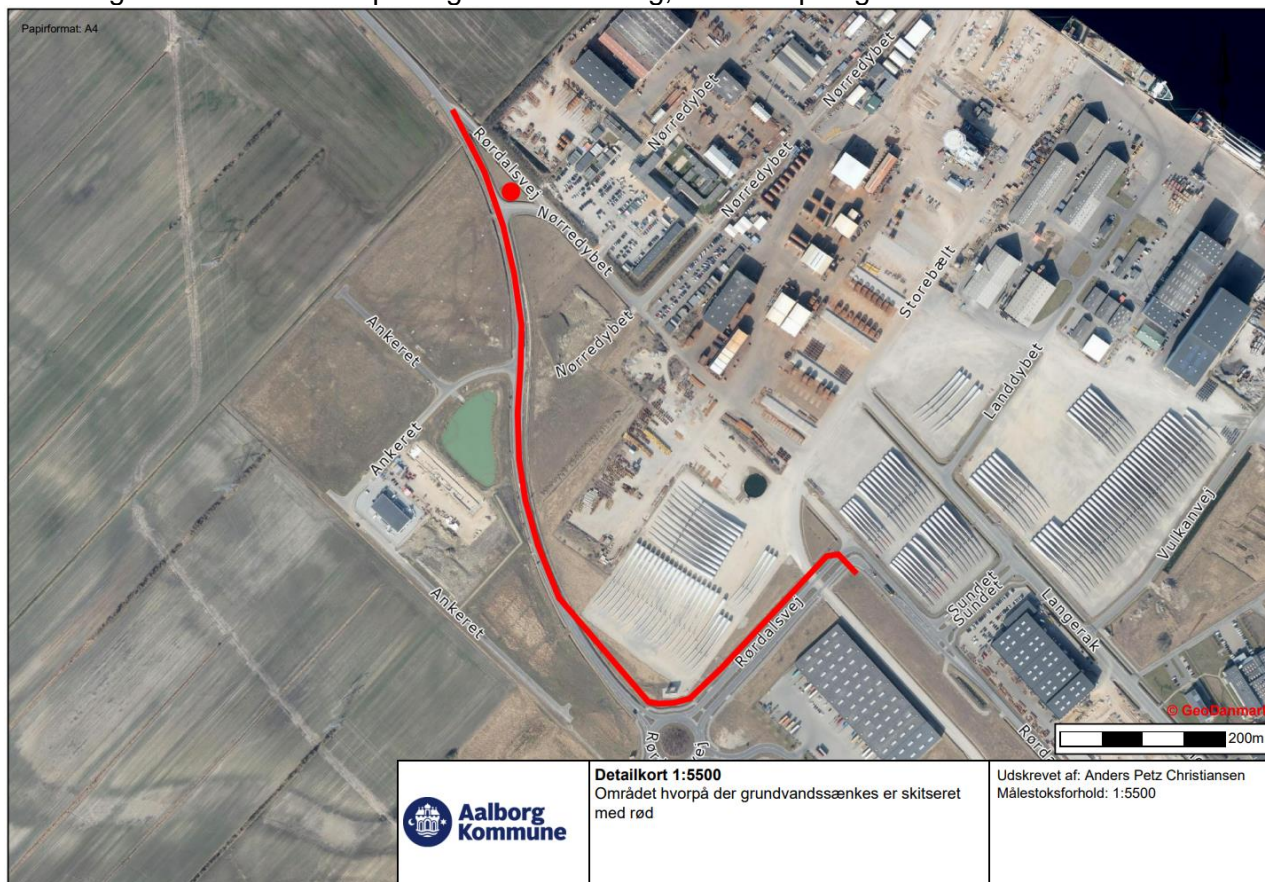 Papirformat: A4
Nørredybet
Nørredybet
Rørdalsvej
Nørredybet
Nørredybet
Storebælt
Nørredybet
Ankeret
Landdybet
Ankeret
Vulkanvej
Sundet
Sundet
Langerak
Ankeret
Rørdalsvej
© GeoDanmark
200m
Detailkort 1:5500
Området hvorpå der grundvandssænkes er skitseret
med rød
Udskrevet af: Anders Petz Christiansen
Målestoksforhold: 1:5500
Aalborg
Kommune